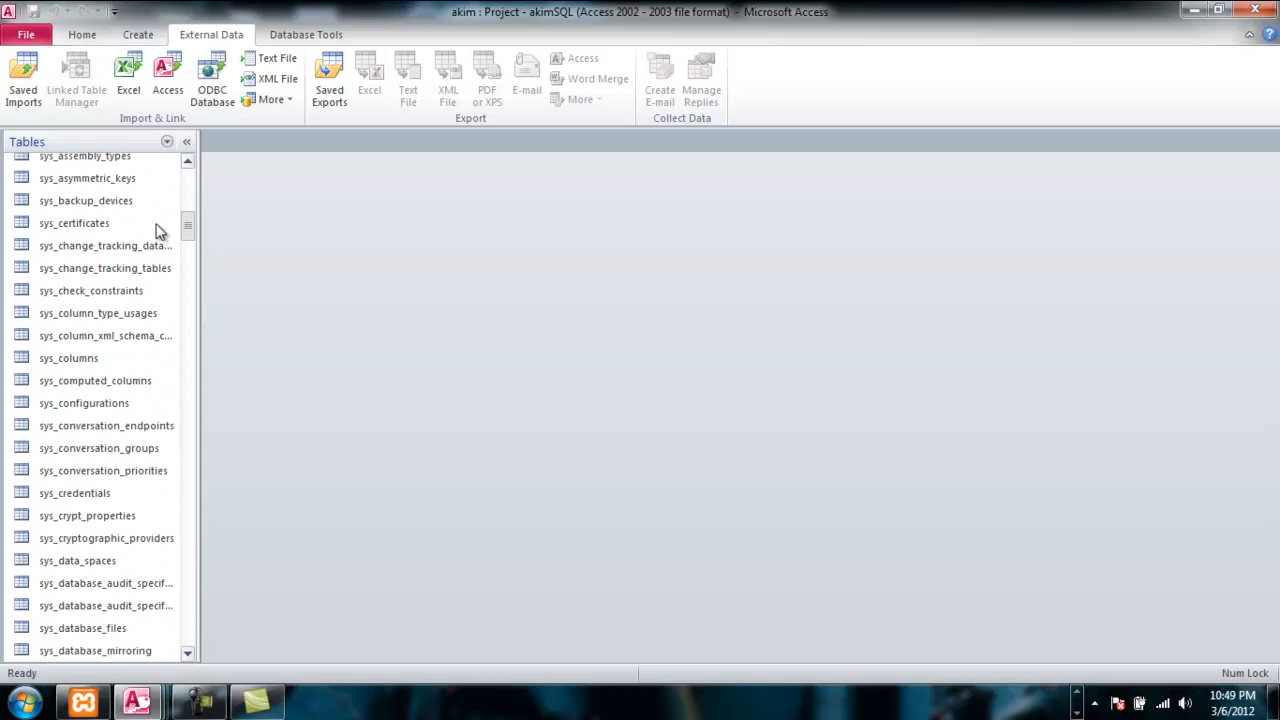 akim : Project - akimSQL (Access 2002 - 2003 file format) – Microsoft Access
File
Home
Create
External Data
Database Tools
Saved Imports
Linked Table Manager
Excel
Access
ODBC Database
Text File
XML File
More
Import & Link
Saved Exports
Excel
Text File
XML File
PDF or XPS
E-mail
Access
Word Merge
More
Export
Create E-mail
Manage Replies
Collect Data
Tables
sys_assembly_types
sys_asymmetric_keys
sys_backup_devices
sys_certificates
sys_change_tracking_data...
sys_change_tracking_tables
sys_check_constraints
sys_column_type_usages
sys_column_xml_schema_c...
sys_columns
sys_computed_columns
sys_configurations
sys_conversation_endpoints
sys_conversation_groups
sys_conversation_priorities
sys_credentials
sys_crypt_properties
sys_cryptographic_providers
sys_data_spaces
sys_database_audit_specif...
sys_database_audit_specif...
sys_database_files
sys_database_mirroring
Ready
Num Lock
10:49 PM
3/6/2012